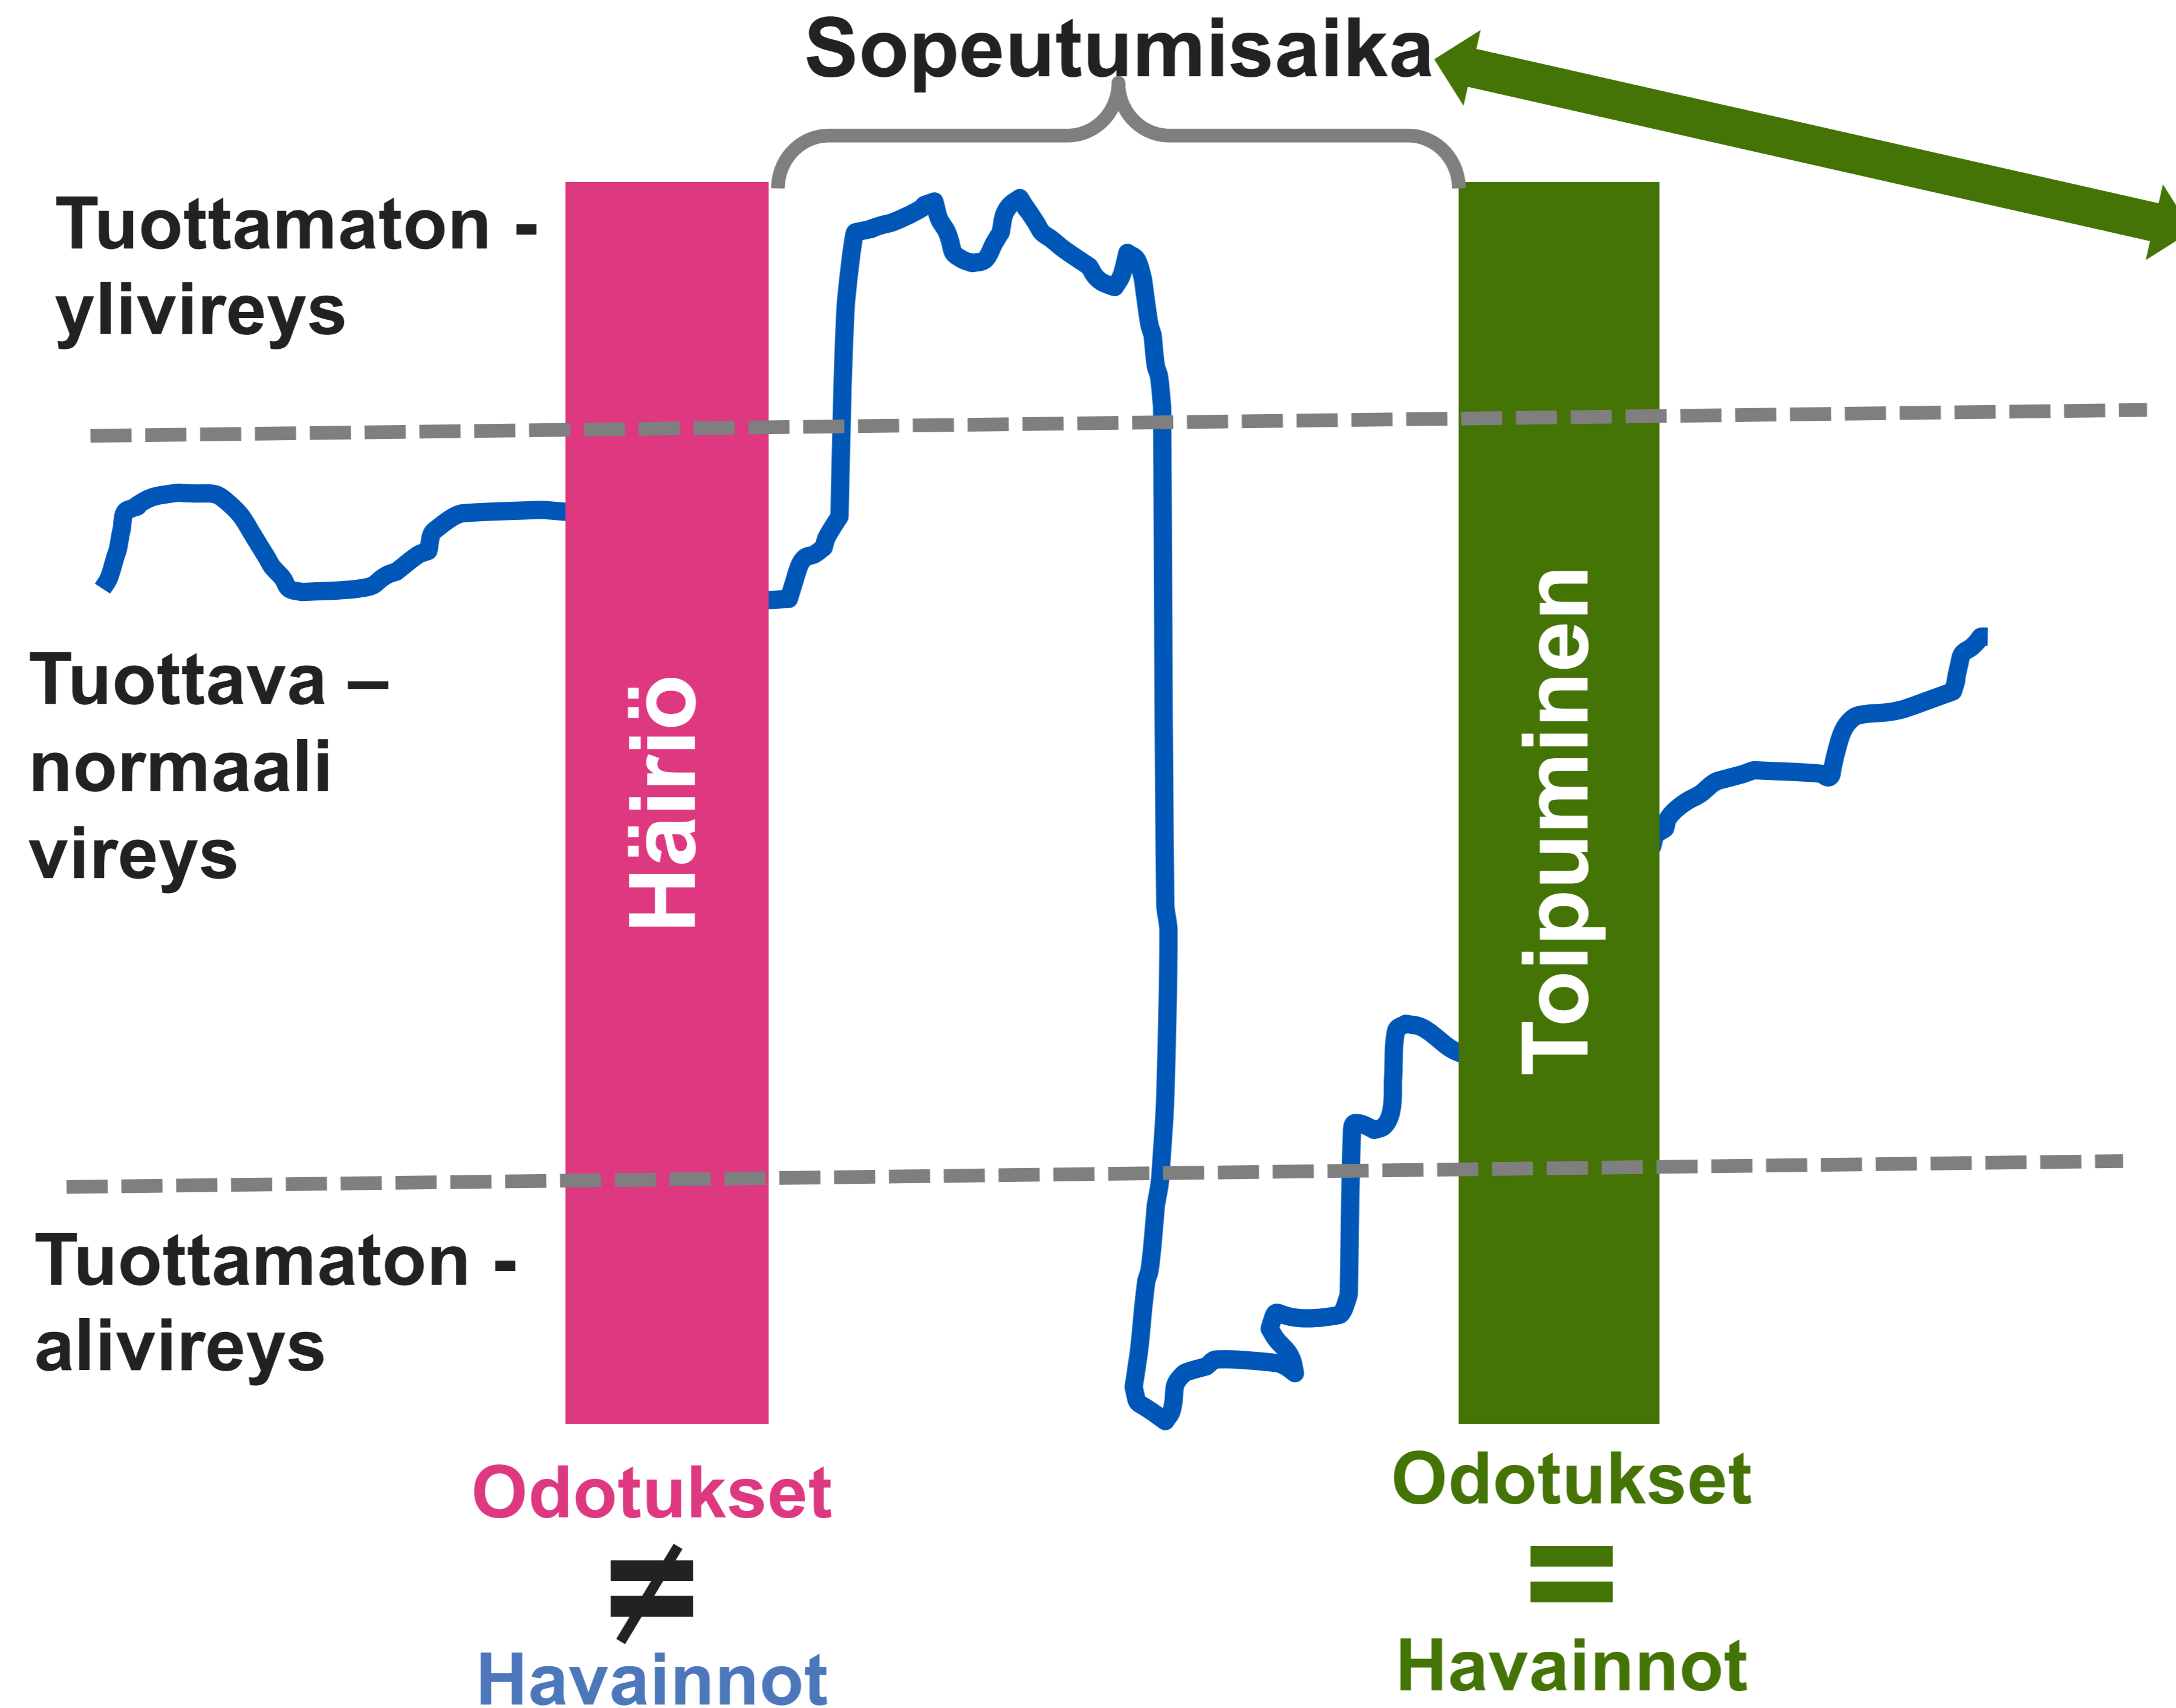 Sopeutumisaika
Tuottamaton -
ylivireys
Tuottava –
normaali
vireys
Häiriö
Toipuminen
Tuottamaton -
alivireys
Odotukset
≠
Havainnot
Odotukset
=
Havainnot